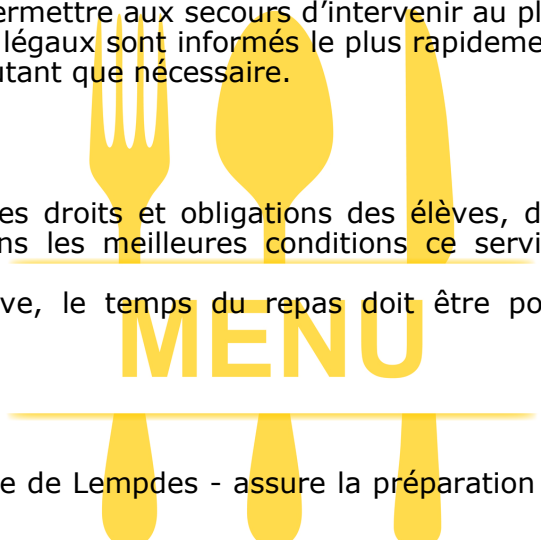 ermettre aux secours d'intervenir au pl
légaux sont informés le plus rapideme
utant que nécessaire.
es droits et obligations des élèves, d
ns les meilleures conditions ce servi
ve, le temps du repas doit être po
MENU
e de Lempdes - assure la préparation